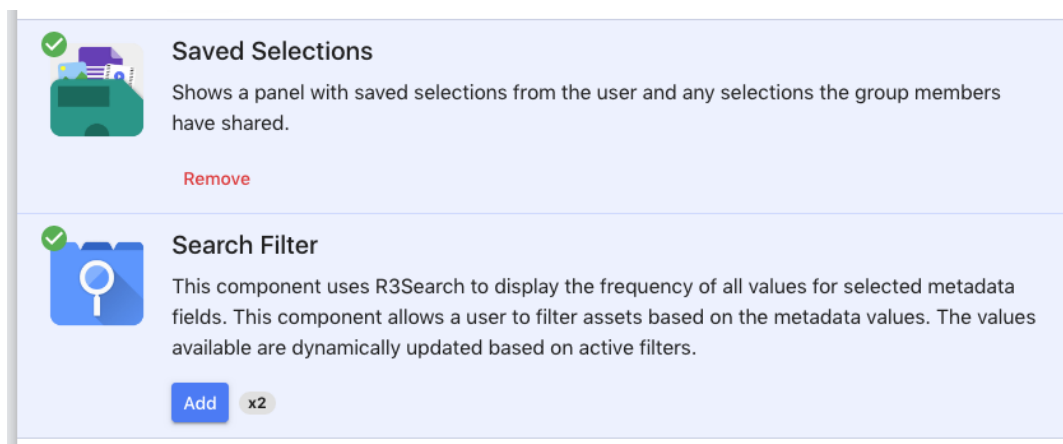 Saved Selections
Shows a panel with saved selections from the user and any selections the group members
have shared.
Remove
Search Filter
This component uses R3Search to display the frequency of all values for selected metadata
fields. This component allows a user to filter assets based on the metadata values. The values
available are dynamically updated based on active filters.
Add x2